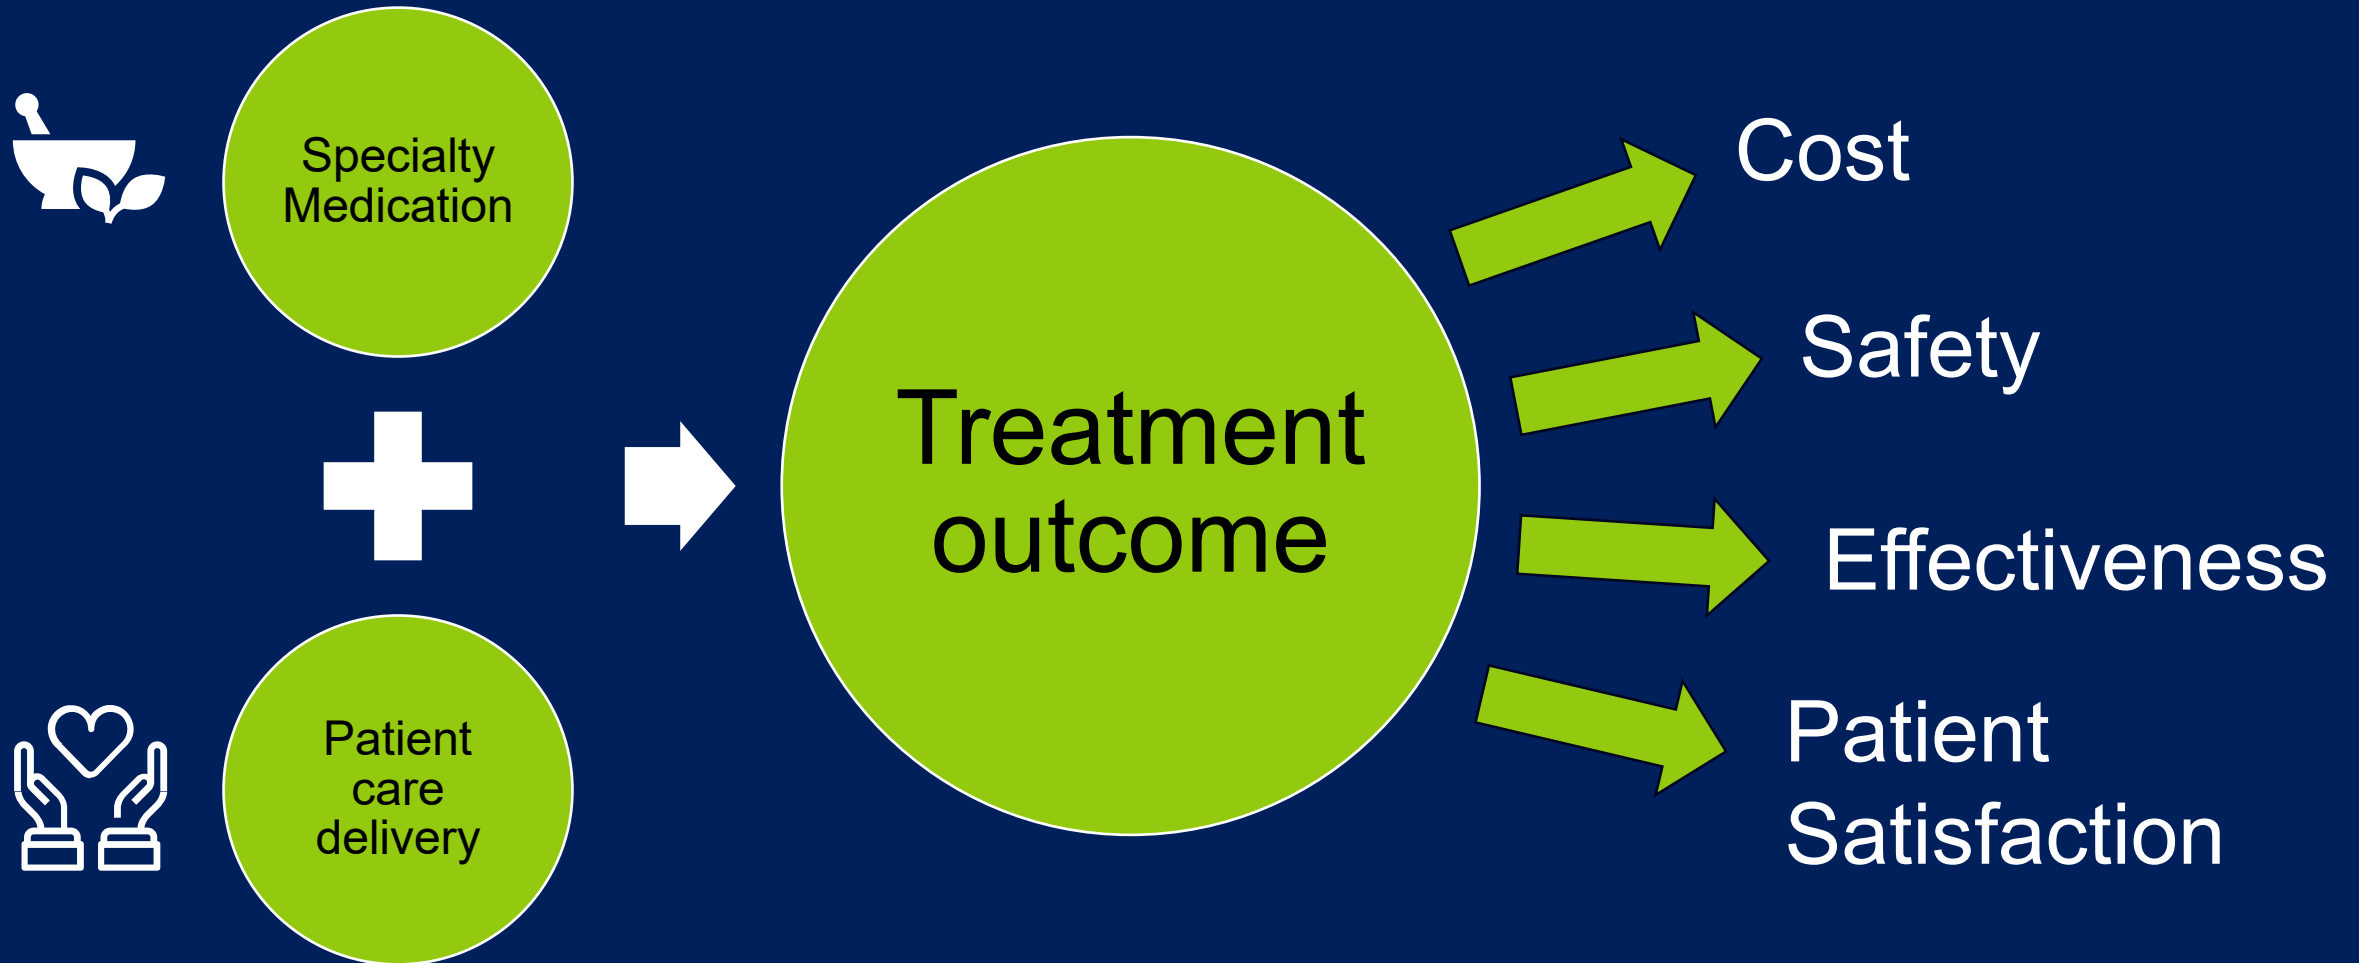 Specialty
Medication
Patient
care
delivery
Treatment
outcome
Cost
Safety
Effectiveness
Patient
Satisfaction